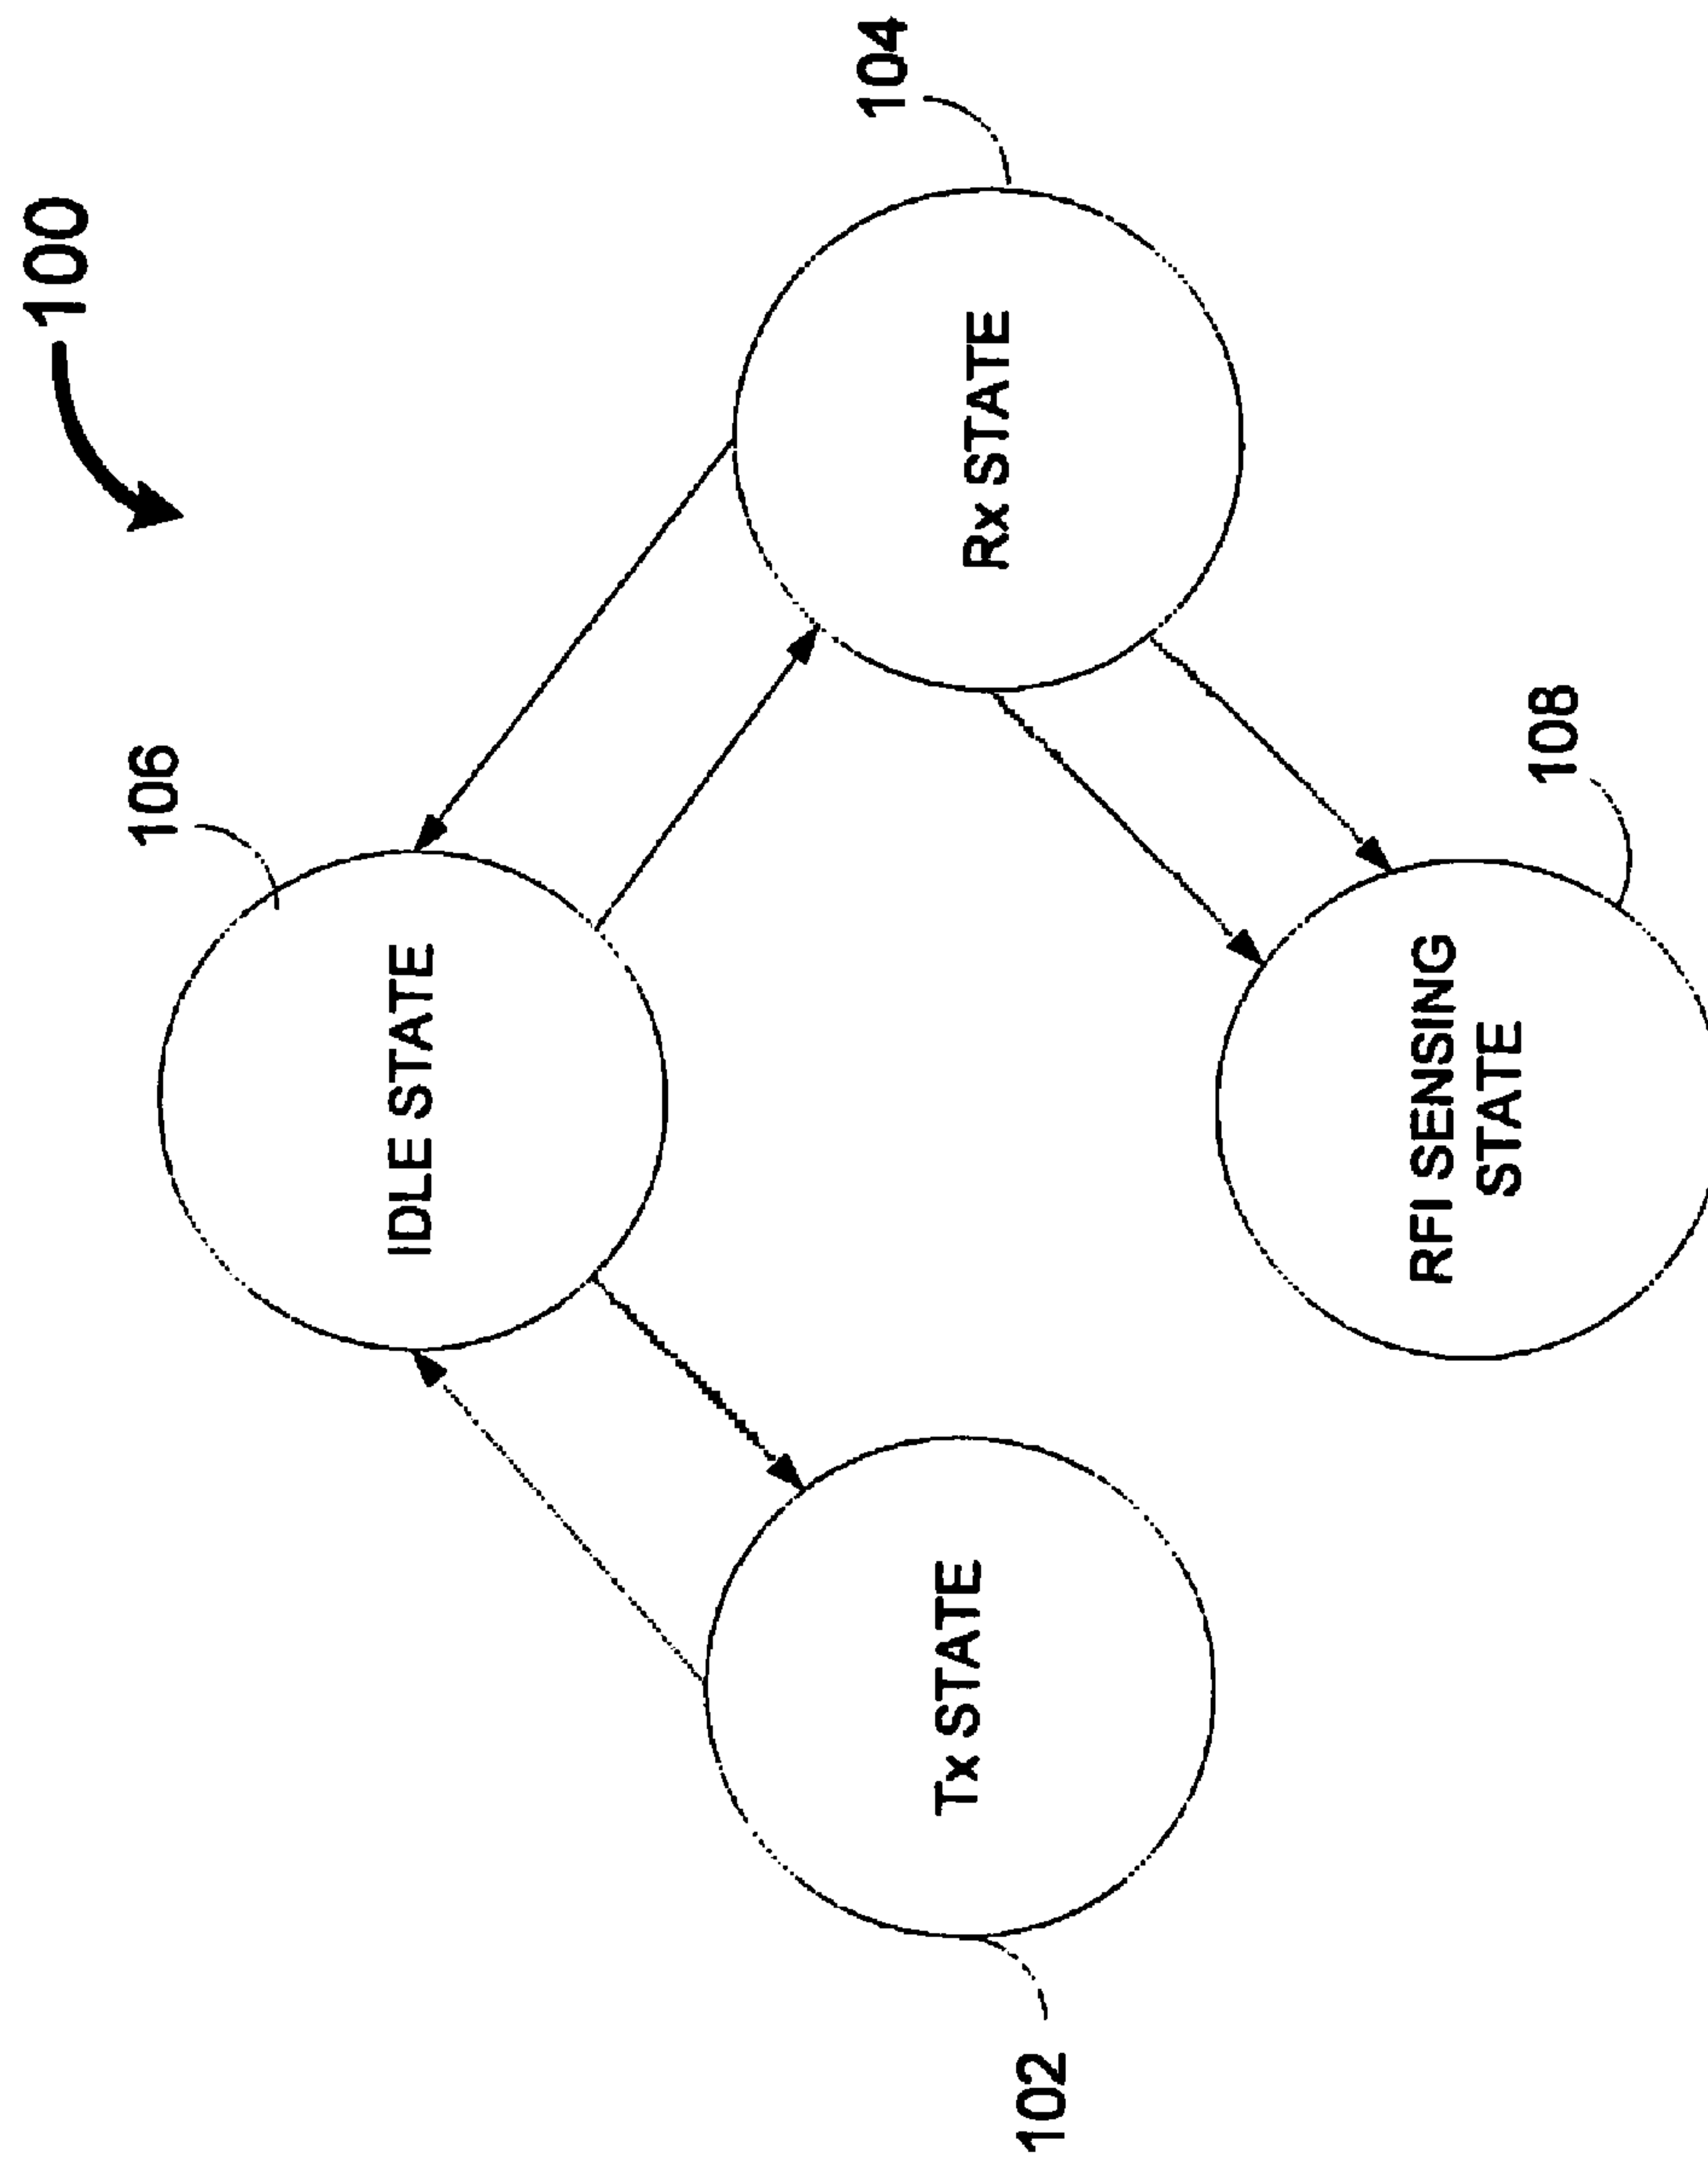 100
106
IDLE STATE
104
Rx STATE
Tx STATE
102
RFI SENSING
STATE
108